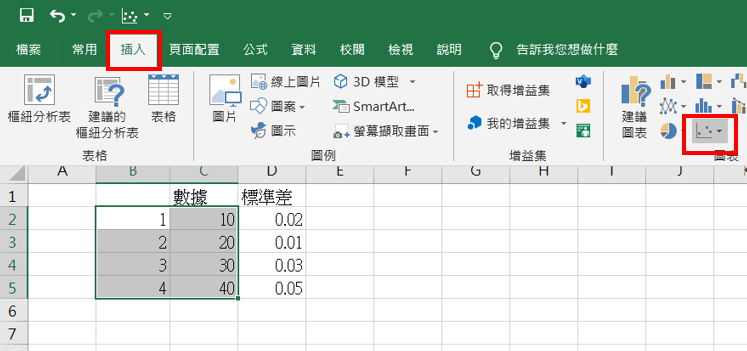 檔案 常用 插入 頁面配置 公式 資料 校閱 檢視 說明 告訴我您想做什麼
樞紐分析表
建議的
樞紐分析表
表格
圖片
線上圖片
圖案
圖示
3D 模型
SmartArt...
螢幕擷取畫面
取得增益集
我的增益集
建議
圖表
表格 圖例 增益集 圖表
A B C D E F G H I J
1 數據 標準差
2 1 10 0.02
3 2 20 0.01
4 3 30 0.03
5 4 40 0.05
6
7